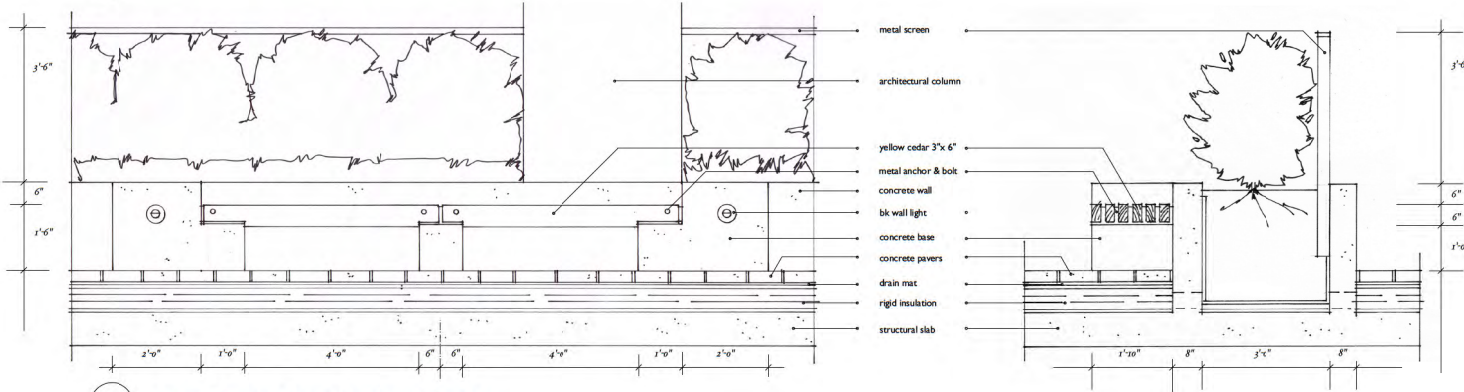 metal screen
3'-6"
architectural column
yellow cedar 3"x 6"
metal anchor & bolt
6"
concrete wall
bk wall light
1'-6"
concrete base
concrete pavers
drain mat
rigid insulation
structural slab
2'-0" 1'-0" 4'-0" 6" 6" 4'-0" 1'-0" 2'-0"
6"
6"
1'-10" 8" 8"